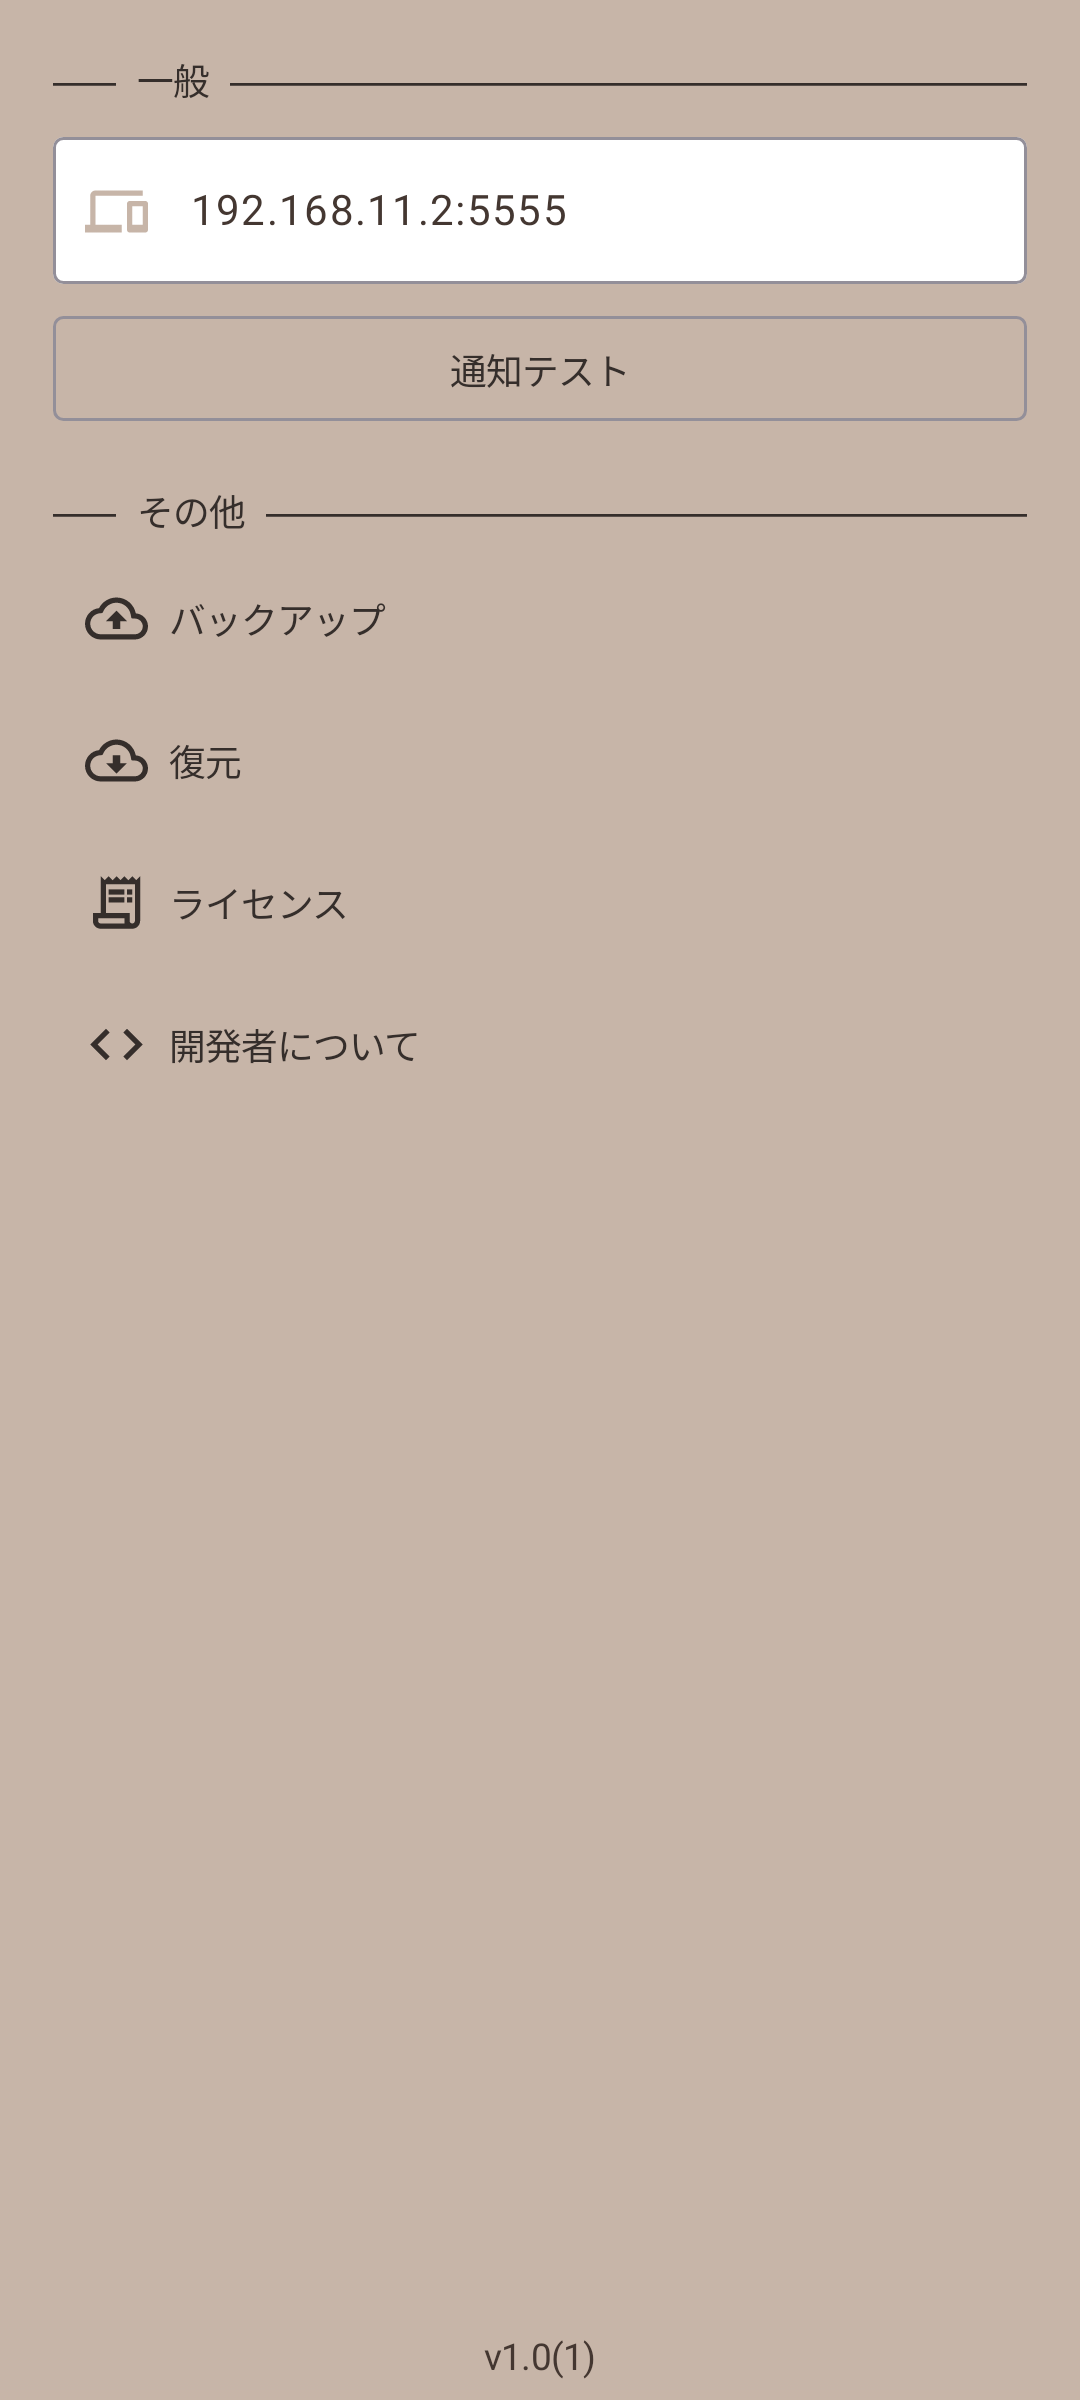 一般
192.168.11.2:5555
通知テスト
その他
バックアップ
復元
ライセンス
開発者について
v1.0(1)